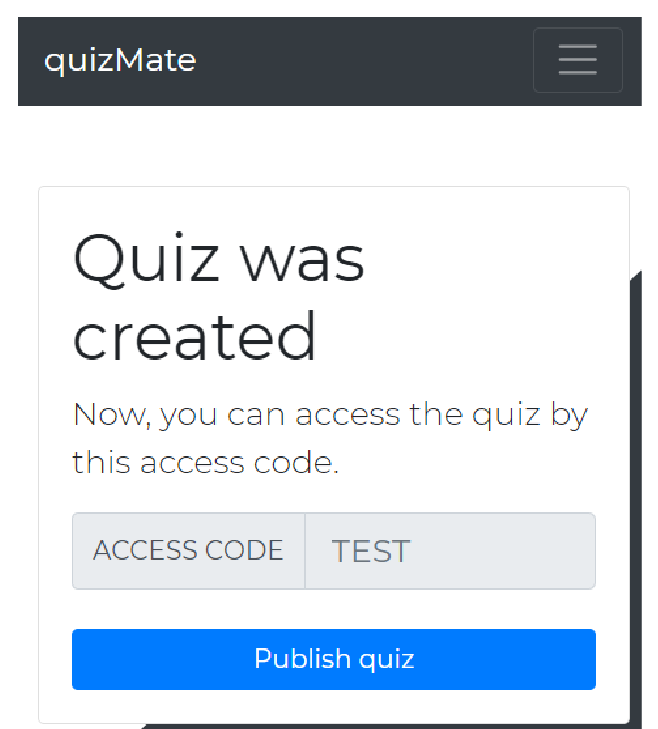 quizMate
Quiz was
created
Now, you can access the quiz by
this access code.
ACCESS CODE TEST
Publish quiz